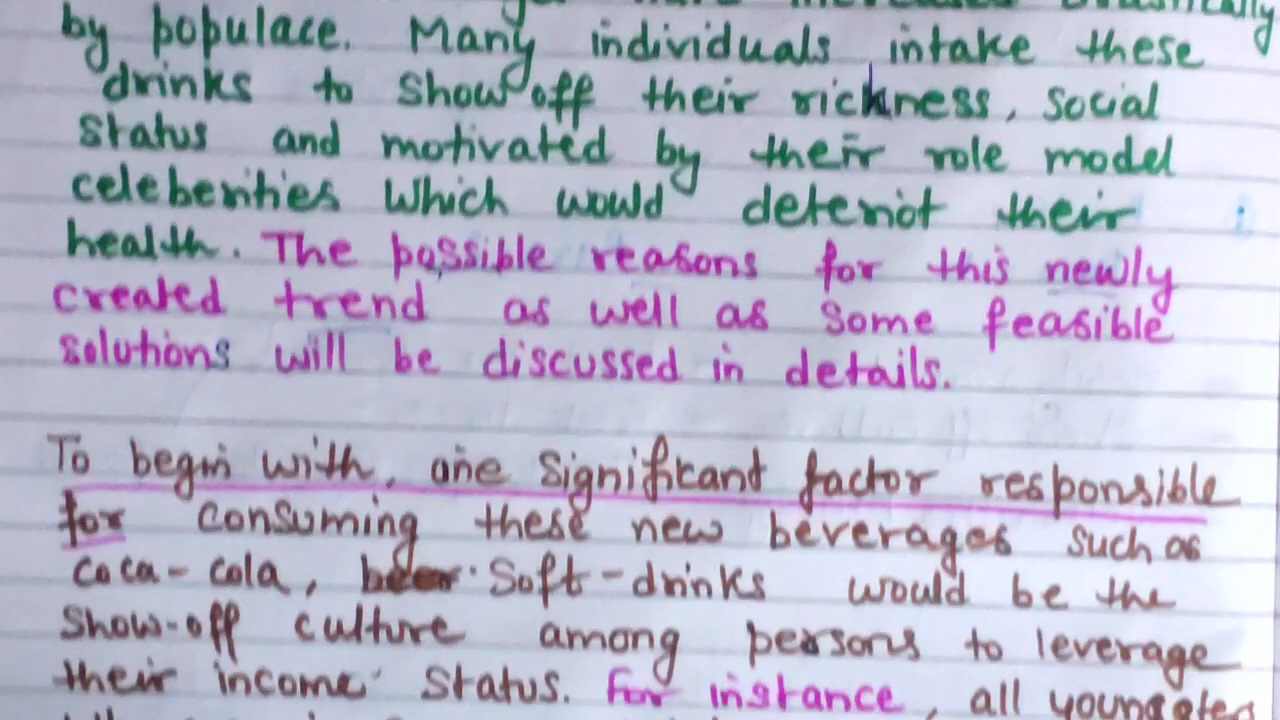 by populace. Many individuals intake these
drinks to show off their rickness, social
status and motivated by their role model
celeberities which would deteriot their
health. The possible reasons for this newly
created trend as well as some feasible
solutions will be discussed in details.
To begin with, one significant factor responsible
for consuming these new beverages such as
coca-cola, beer soft-drinks would be the
show-off culture among persons to leverage
their income status. For instance, all